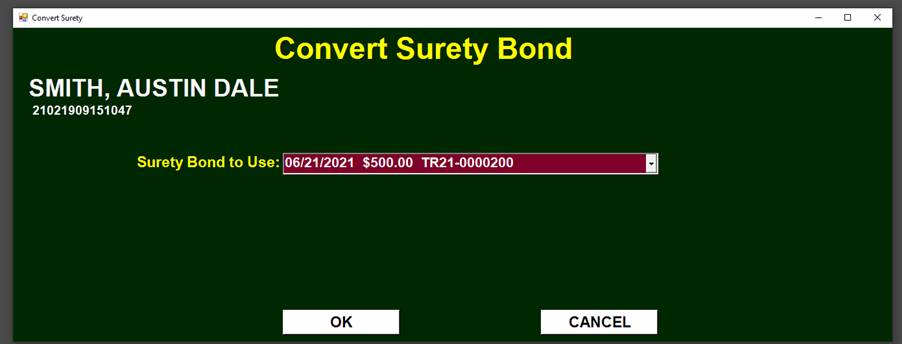 Convert Surety
Convert Surety Bond
SMITH, AUSTIN DALE
21021909151047
Surety Bond to Use: 06/21/2021 $500.00 TR21-0000200
OK CANCEL